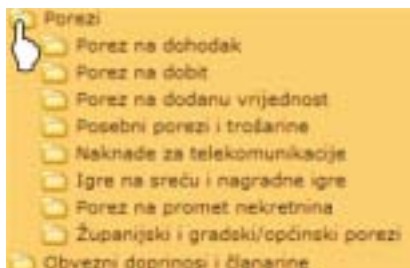 Porezi
Porez na dohodak
Porez na dobit
Porez na dodanu vrijednost
Posebni porezi i trošarine
Naknade za telekomunikacije
Igre na sreću i nagradne igre
Porez na promet nekretnina
Županijski i gradski/općinski porezi
Obvezni doprinosi i članarine